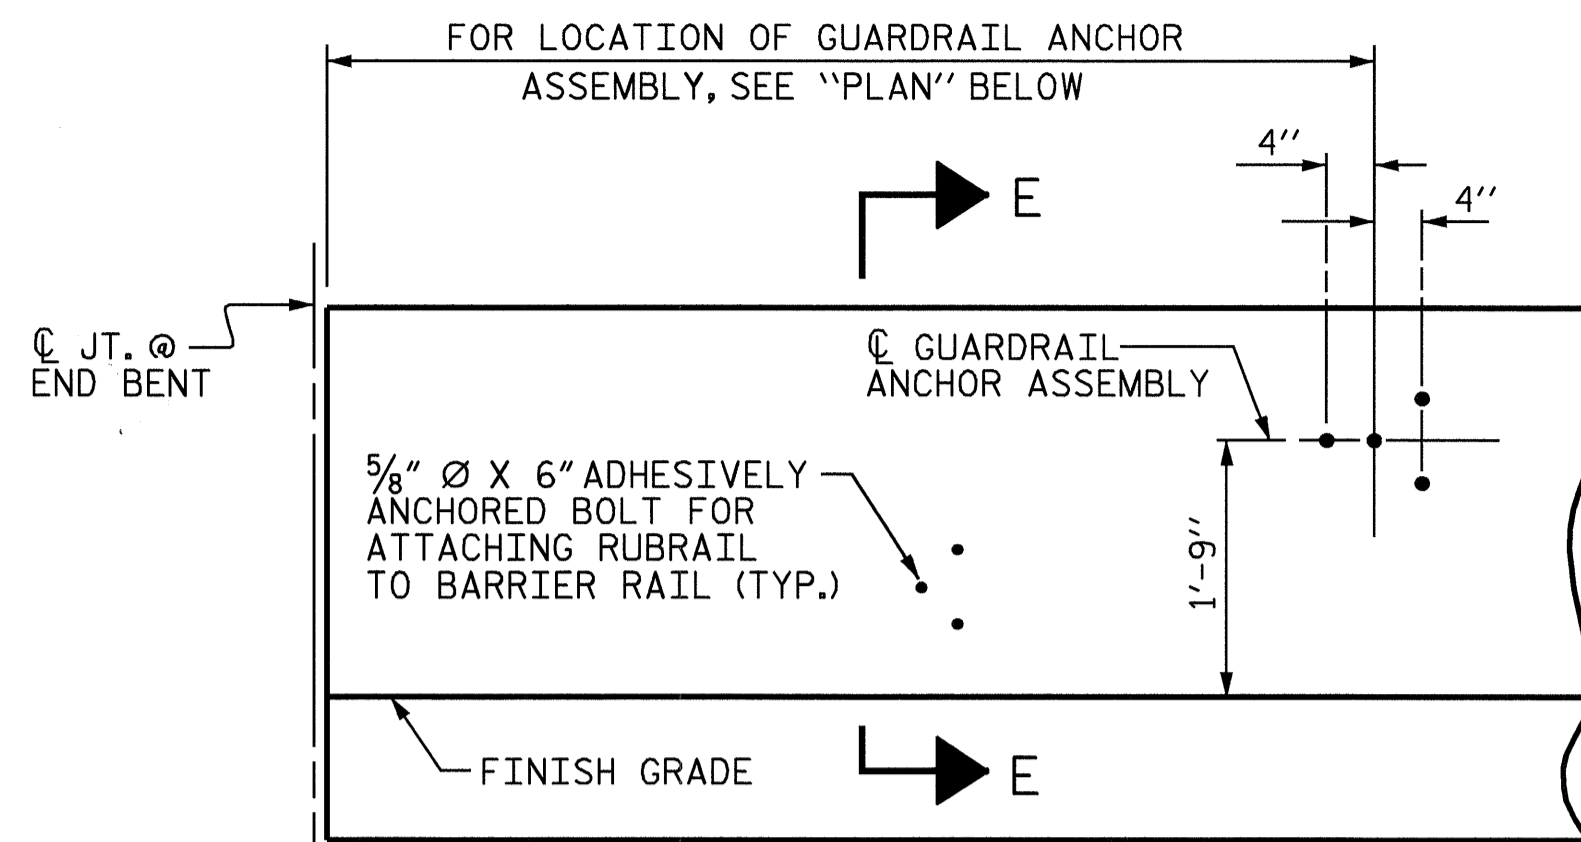 FOR LOCATION OF GUARDRAIL ANCHOR
ASSEMBLY, SEE "PLAN" BELOW
4"
4"
E
℄ JT. @
END BENT
℄ GUARDRAIL
ANCHOR ASSEMBLY
5/8" Ø X 6" ADHESIVELY
ANCHORED BOLT FOR
ATTACHING RUBRAIL
TO BARRIER RAIL (TYP.)
1'-9"
FINISH GRADE
E